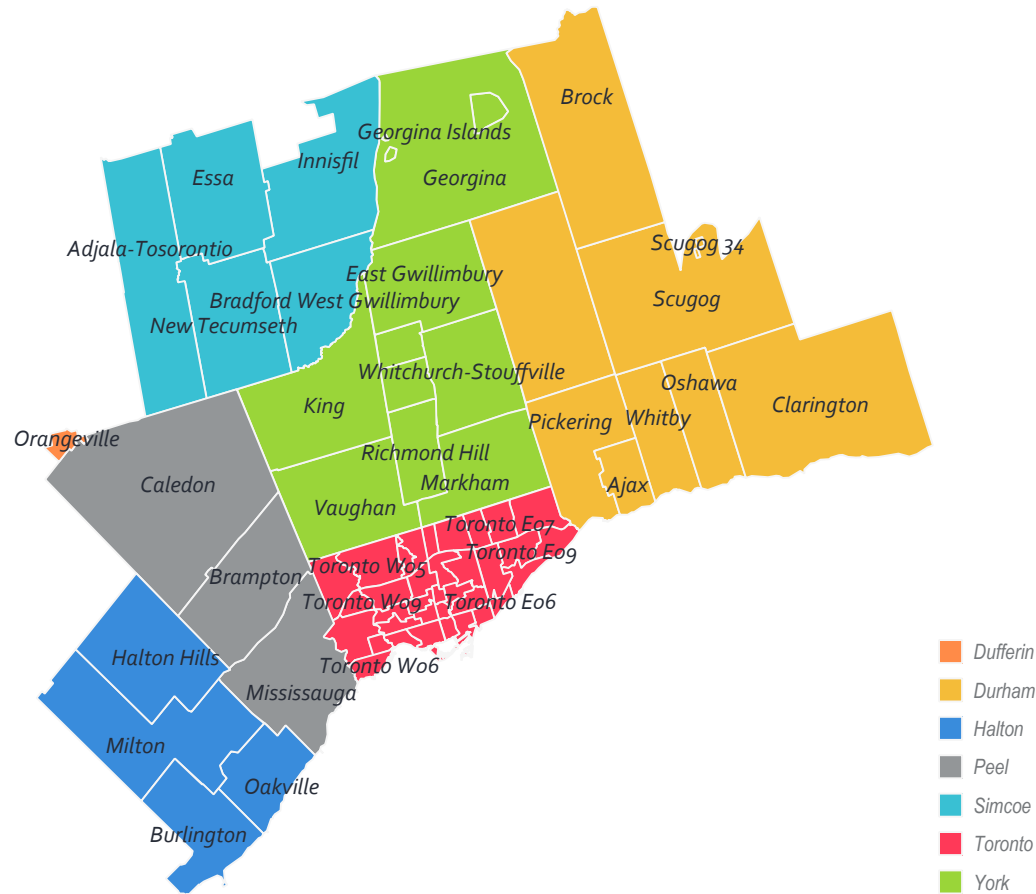 Brock
Georgina Islands
Innisfil
Essa
Georgina
Adjala-Tosorontio
Scugog 34
East Gwillimbury
Bradford West Gwillimbury
Scugog
New Tecumseth
Whitchurch-Stouffville
Oshawa
King
Clarington
Pickering
Whitby
Orangeville
Richmond Hill
Caledon
Markham
Ajax
Vaughan
Toronto E07
Toronto E09
Toronto W05
Brampton
Toronto W09
Toronto E06
Halton Hills
Toronto W06
Mississauga
Milton
Oakville
Burlington
Dufferin
Durham
Halton
Peel
Simcoe
Toronto
York